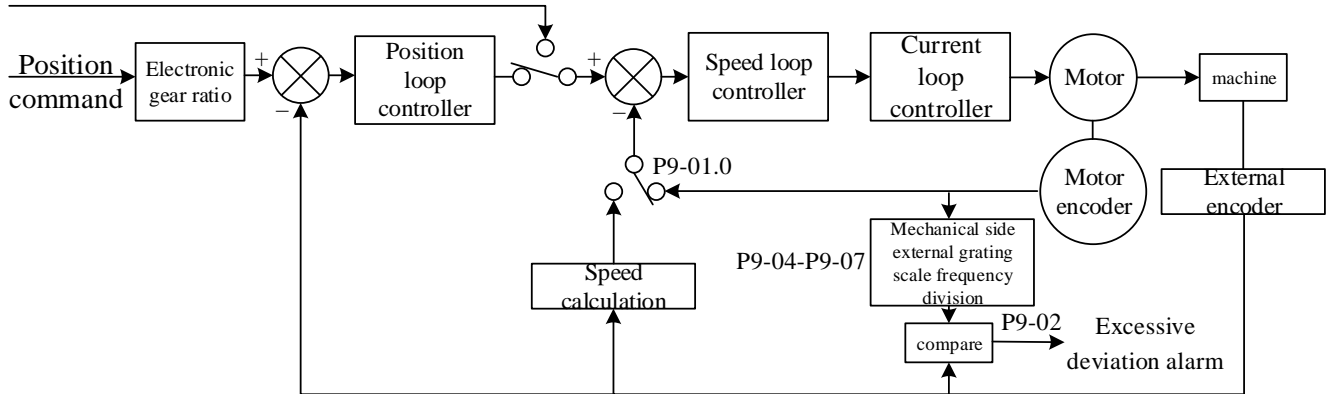 Position
command
Electronic
gear ratio
+
−
Position
loop
controller
+
−
Speed loop
controller
Current
loop
controller
Motor
machine
P9-01.0
Motor
encoder
External
encoder
P9-04-P9-07
Mechanical side
external grating
scale frequency
division
Speed
calculation
compare
P9-02
Excessive
deviation alarm